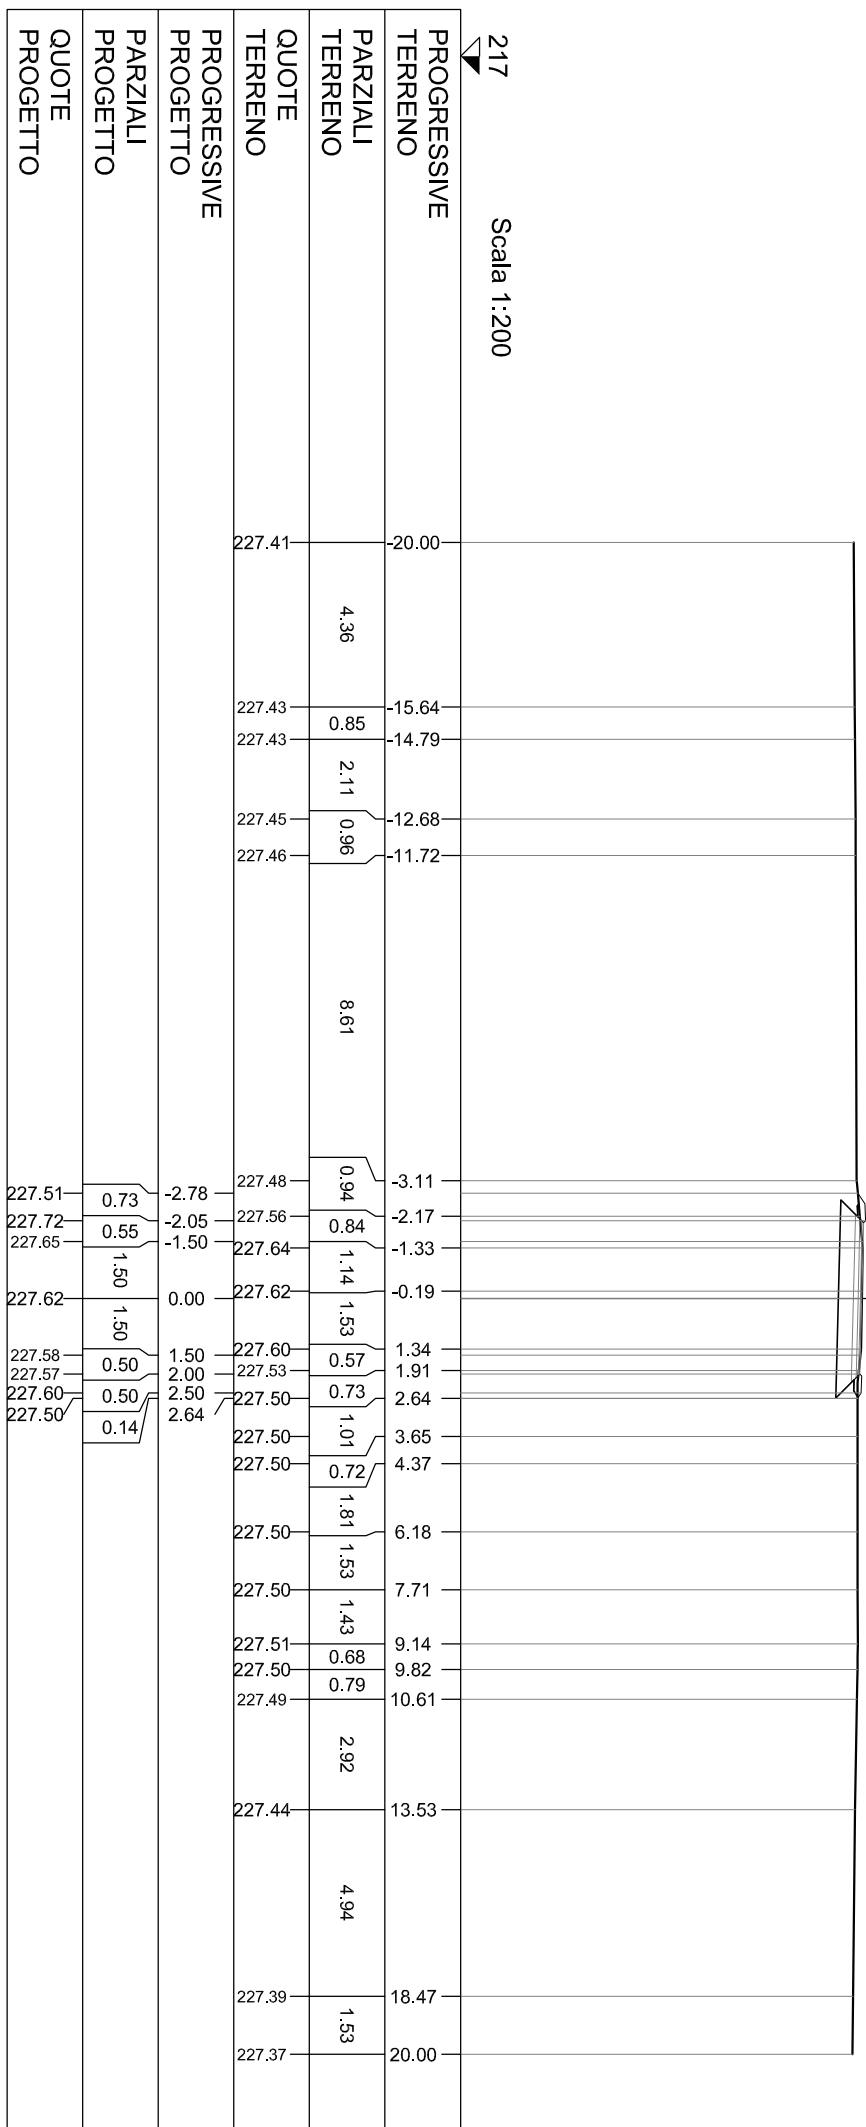 217
Scala 1:200
PROGRESSIVE
TERRENO
-20.00 -15.64 -14.79 -12.68 -11.72 -3.11 -2.17 -1.33 -0.19 1.34 1.91 2.64 3.65 4.37 6.18 7.71 9.14 9.82 10.61 13.53 18.47 20.00
PARZIALI
TERRENO
4.36 0.85 2.11 0.96 8.61 0.94 0.84 1.14 1.53 0.57 0.73 1.01 0.72 1.81 1.53 1.43 0.68 0.79 2.92 4.94 1.53
QUOTE
TERRENO
227.41 227.43 227.43 227.45 227.46 227.48 227.56 227.64 227.62 227.60 227.53 227.50 227.50 227.50 227.50 227.50 227.51 227.50 227.49 227.44 227.39 227.37
PROGRESSIVE
PROGETTO
-2.78 -2.05 -1.50 0.00 1.50 2.00 2.50 2.64
PARZIALI
PROGETTO
0.73 0.55 1.50 1.50 0.50 0.50 0.14
QUOTE
PROGETTO
227.51 227.72 227.65 227.62 227.58 227.57 227.60 227.50